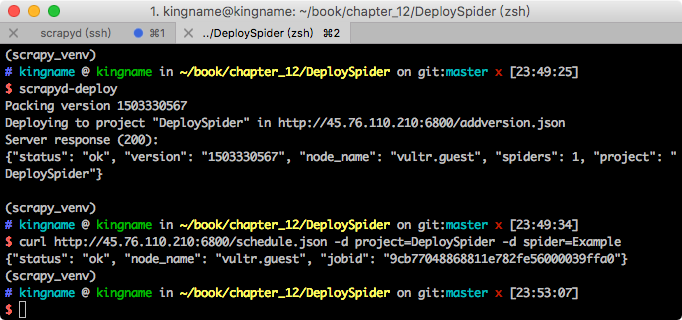 1. kingname@kingname: ~/book/chapter_12/DeploySpider (zsh)
× scrapyd (ssh) ⌘1 × ../DeploySpider (zsh) ⌘2
(scrapy_venv)
# kingname @ kingname in ~/book/chapter_12/DeploySpider on git:master x [23:49:25]
$ scrapyd-deploy
Packing version 1503330567
Deploying to project "DeploySpider" in http://45.76.110.210:6800/addversion.json
Server response (200):
{"status": "ok", "version": "1503330567", "node_name": "vultr.guest", "spiders": 1, "project": "
DeploySpider"}
(scrapy_venv)
# kingname @ kingname in ~/book/chapter_12/DeploySpider on git:master x [23:49:34]
$ curl http://45.76.110.210:6800/schedule.json -d project=DeploySpider -d spider=Example
{"status": "ok", "node_name": "vultr.guest", "jobid": "9cb77048868811e782fe56000039ffa0"}
(scrapy_venv)
# kingname @ kingname in ~/book/chapter_12/DeploySpider on git:master x [23:53:07]
$